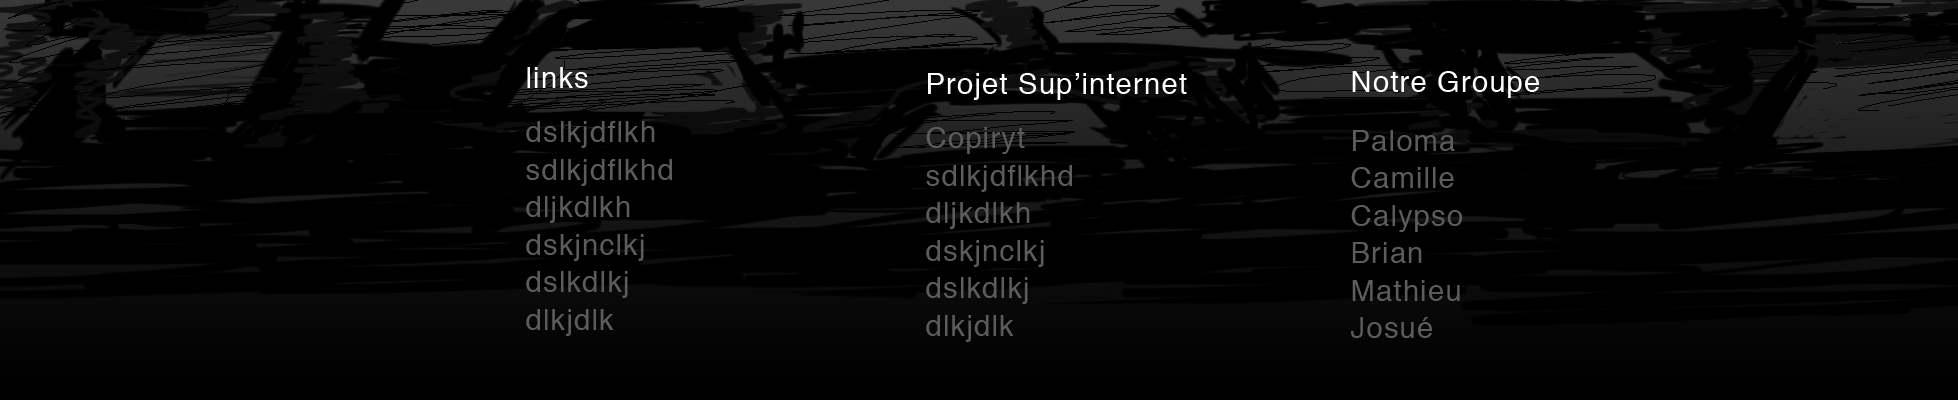 links
dslkjdflkh
sdlkjdflkhd
dljkdlkh
dskjnclkj
dslkdlkj
dlkjdlk
Projet Sup’internet
Copiryt
sdlkjdflkhd
dljkdlkh
dskjnclkj
dslkdlkj
dlkjdlk
Notre Groupe
Paloma
Camille
Calypso
Brian
Mathieu
Josué